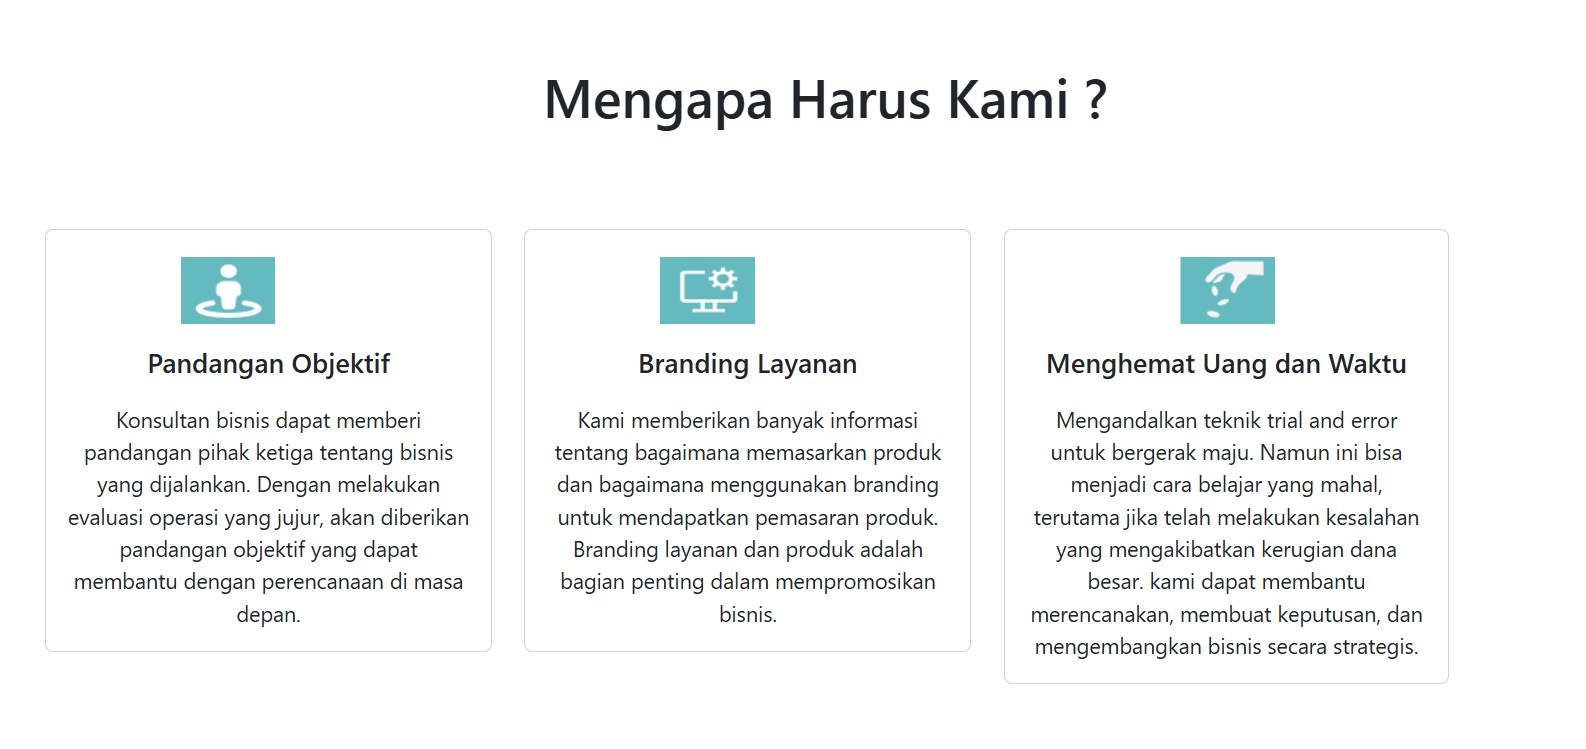 Mengapa Harus Kami ?
Pandangan Objektif
Konsultan bisnis dapat memberi
pandangan pihak ketiga tentang bisnis
yang dijalankan. Dengan melakukan
evaluasi operasi yang jujur, akan diberikan
pandangan objektif yang dapat
membantu dengan perencanaan di masa
depan.
Branding Layanan
Kami memberikan banyak informasi
tentang bagaimana memasarkan produk
dan bagaimana menggunakan branding
untuk mendapatkan pemasaran produk.
Branding layanan dan produk adalah
bagian penting dalam mempromosikan
bisnis.
Menghemat Uang dan Waktu
Mengandalkan teknik trial and error
untuk bergerak maju. Namun ini bisa
menjadi cara belajar yang mahal,
terutama jika telah melakukan kesalahan
yang mengakibatkan kerugian dana
besar. kami dapat membantu
merencanakan, membuat keputusan, dan
mengembangkan bisnis secara strategis.